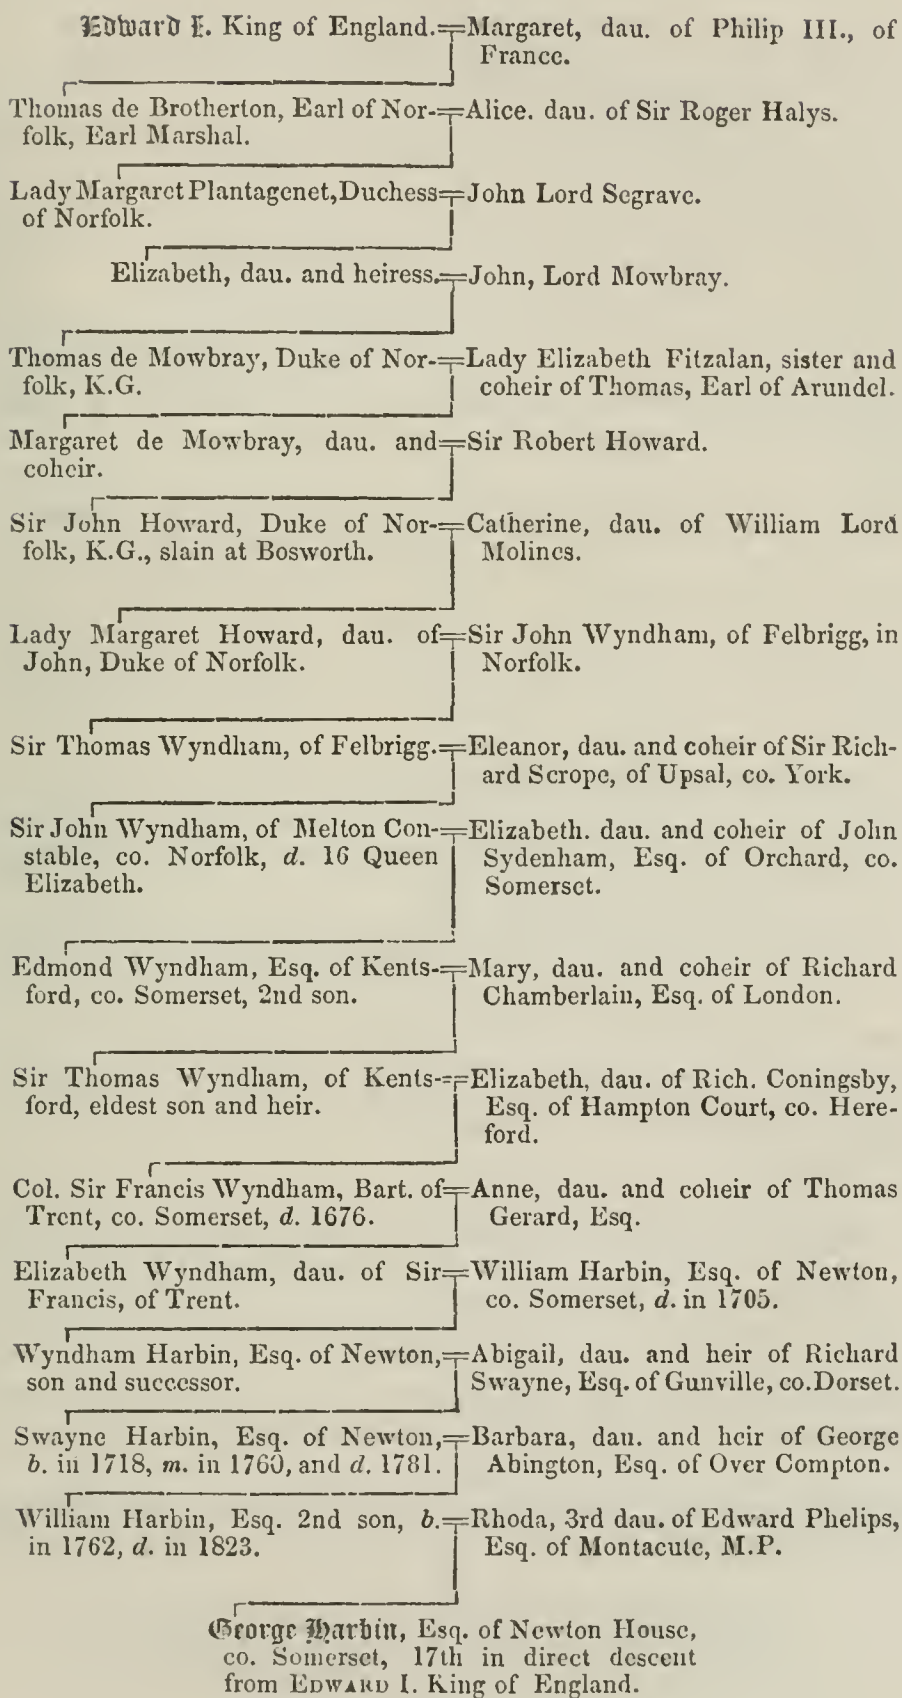 Edward I. King of England.=Margaret, dau. of Philip III., of
France.
Thomas de Brotherton, Earl of Nor-=Alice. dau. of Sir Roger Halys.
folk, Earl Marshal.
Lady Margaret Plantagenet, Duchess=John Lord Segrave.
of Norfolk.
Elizabeth, dau. and heiress.=John, Lord Mowbray.
Thomas de Mowbray, Duke of Nor-=Lady Elizabeth Fitzalan, sister and
folk, K.G.
coheir of Thomas, Earl of Arundel.
Margaret de Mowbray, dau. and=Sir Robert Howard.
coheir.
Sir John Howard, Duke of Nor-=Catherine, dau. of William Lord
folk, K.G., slain at Bosworth.
Molines.
Lady Margaret Howard, dau. of=Sir John Wyndham, of Felbrigg, in
John, Duke of Norfolk.
Norfolk.
Sir Thomas Wyndham, of Felbrigg.=Eleanor, dau. and coheir of Sir Rich-
ard Scrope, of Upsal, co. York.
Sir John Wyndham, of Melton Con-=Elizabeth. dau. and coheir of John
stable, co. Norfolk, d. 16 Queen
Sydenham, Esq. of Orchard, co.
Elizabeth.
Somerset.
Edmond Wyndham, Esq. of Kents-=Mary, dau. and coheir of Richard
ford, co. Somerset, 2nd son.
Chamberlain, Esq. of London.
Sir Thomas Wyndham, of Kents-=Elizabeth, dau. of Rich. Coningsby,
ford, eldest son and heir.
Esq. of Hampton Court, co. Here-
ford.
Col. Sir Francis Wyndham, Bart. of=Anne, dau. and coheir of Thomas
Trent, co. Somerset, d. 1676.
Gerard, Esq.
Elizabeth Wyndham, dau. of Sir=William Harbin, Esq. of Newton,
Francis, of Trent.
co. Somerset, d. in 1705.
Wyndham Harbin, Esq. of Newton,=Abigail, dau. and heir of Richard
son and successor.
Swayne, Esq. of Gunville, co.Dorset.
Swayne Harbin, Esq. of Newton,=Barbara, dau. and heir of George
b. in 1718, m. in 1760, and d. 1781.
Abington, Esq. of Over Compton.
William Harbin, Esq. 2nd son, b.=Rhoda, 3rd dau. of Edward Phelips,
in 1762, d. in 1823.
Esq. of Montacute, M.P.
George Harbin, Esq. of Newton House,
co. Somerset, 17th in direct descent
from EDWARD I. King of England.